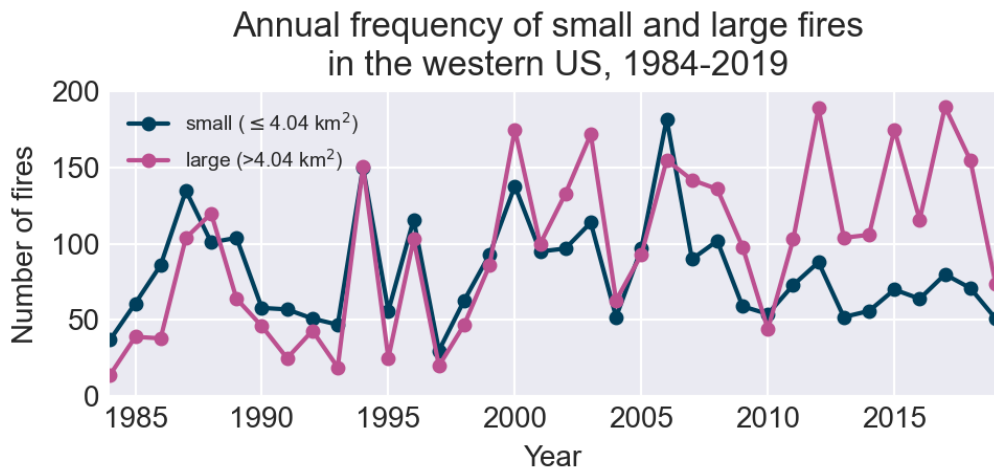 Annual frequency of small and large fires
in the western US, 1984-2019
200
150
100
50
0
Number of fires
small (≤4.04 km²)
large (>4.04 km²)
1985 1990 1995 2000 2005 2010 2015
Year